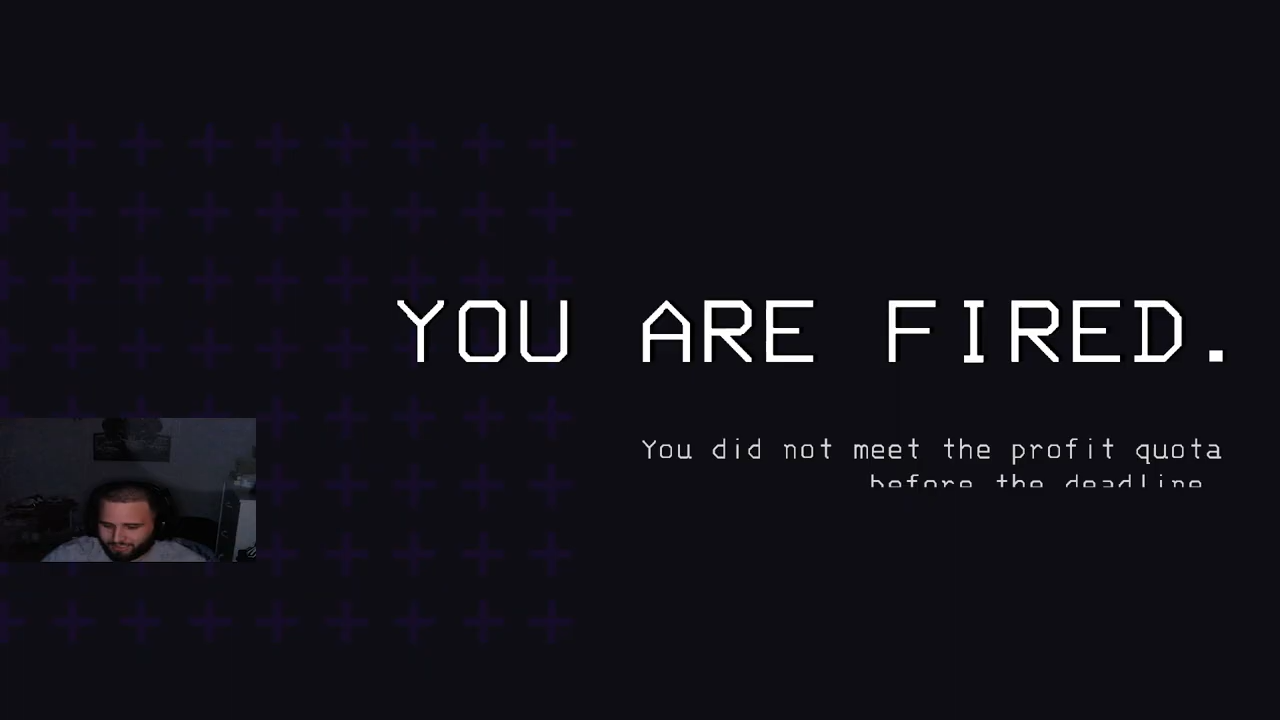 YOU ARE FIRED.
You did not meet the profit quota
before the deadline.